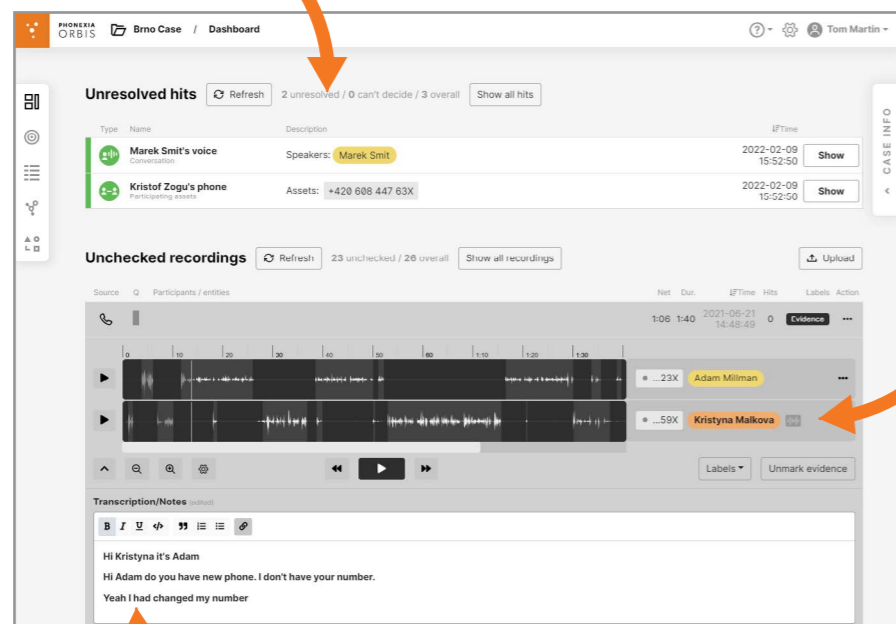 PHONEXIA
ORBIS
Brno Case / Dashboard
Tom Martin
Unresolved hits
Refresh
2 unresolved / 0 can't decide / 3 overall
Show all hits
Type Name Description Time
Marek Smit's voice
Conversation
Speakers: Marek Smit
2022-02-09
15:52:50
Show
Kristof Zogu's phone
Participating assets
Assets: +420 608 447 63X
2022-02-09
15:52:50
Show
CASE INFO
Unchecked recordings
Refresh
23 unchecked / 26 overall
Show all recordings
Upload
Source Q Participants / entities Net Dur. Time Hits Labels Action
1:06 1:40
2021-06-21
14:48:49
0
Evidence
0 10 20 30 40 50 60 1:10 1:20 1:30
...23X Adam Millman
...59X Kristyna Malkova
Labels
Unmark evidence
Transcription/Notes (edited)
B I U </>
Hi Kristyna it's Adam
Hi Adam do you have new phone. I don't have your number.
Yeah I had changed my number